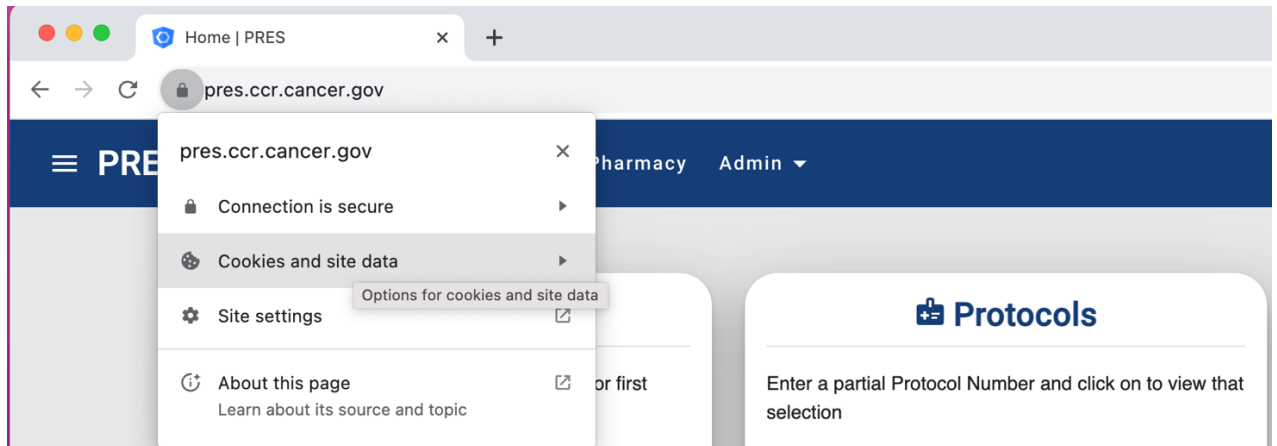 Home | PRES
pres.ccr.cancer.gov
PRE
harmacy Admin
pres.ccr.cancer.gov
Connection is secure
Cookies and site data
Options for cookies and site data
Site settings
About this page
Learn about its source and topic
or first
Protocols
Enter a partial Protocol Number and click on to view that
selection